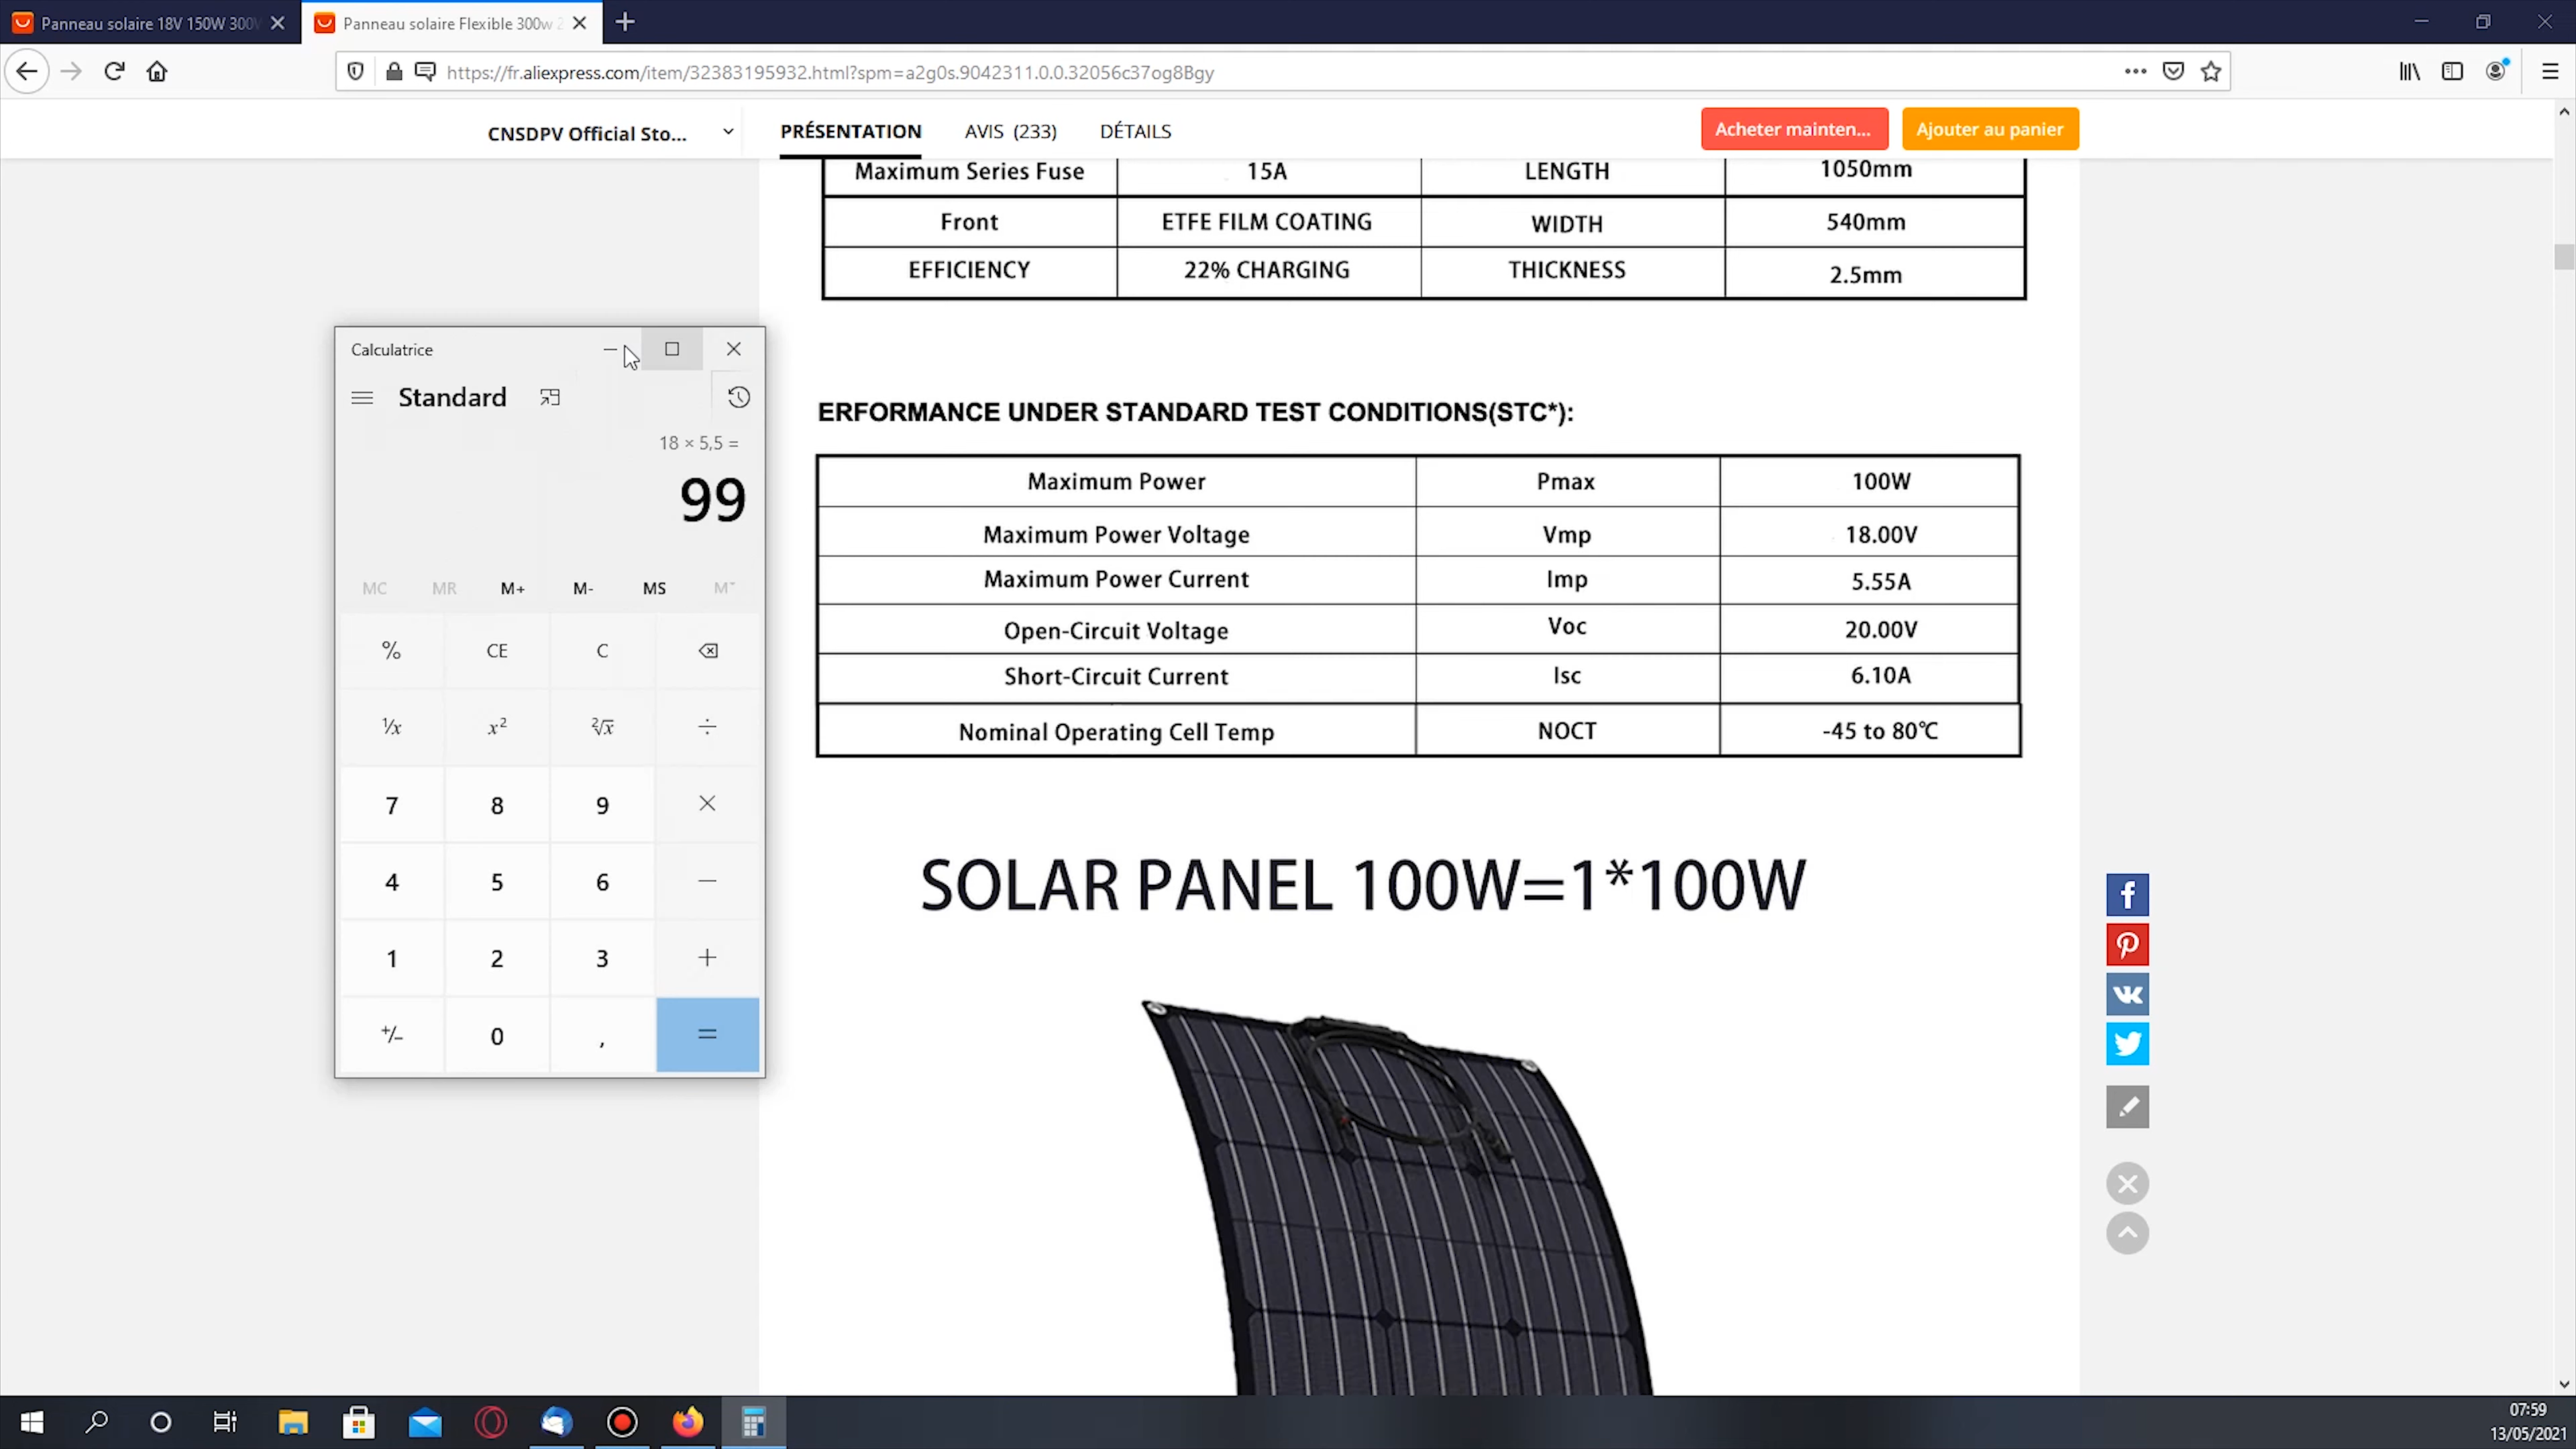 Panneau solaire 18V 150W 300W
Panneau solaire Flexible 300w 2
https://fr.aliexpress.com/item/32383195932.html?spm=a2g0s.9042311.0.0.32056c37og8Bgy
CNSDPV Official Sto...
PRÉSENTATION
AVIS (233)
DÉTAILS
Acheter mainten...
Ajouter au panier
Maximum Series Fuse 15A LENGTH 1050mm
Front ETFE FILM COATING WIDTH 540mm
EFFICIENCY 22% CHARGING THICKNESS 2.5mm
Calculatrice
Standard
18 × 5,5 =
99
MC MR M+ M- MS M˅
% CE C
¹/x x² ²√x ÷
7 8 9 ×
4 5 6 −
1 2 3 +
+/− 0 , =
ERFORMANCE UNDER STANDARD TEST CONDITIONS(STC*):
Maximum Power Pmax 100W
Maximum Power Voltage Vmp 18.00V
Maximum Power Current Imp 5.55A
Open-Circuit Voltage Voc 20.00V
Short-Circuit Current Isc 6.10A
Nominal Operating Cell Temp NOCT -45 to 80℃
SOLAR PANEL 100W=1*100W
07:59
13/05/2021